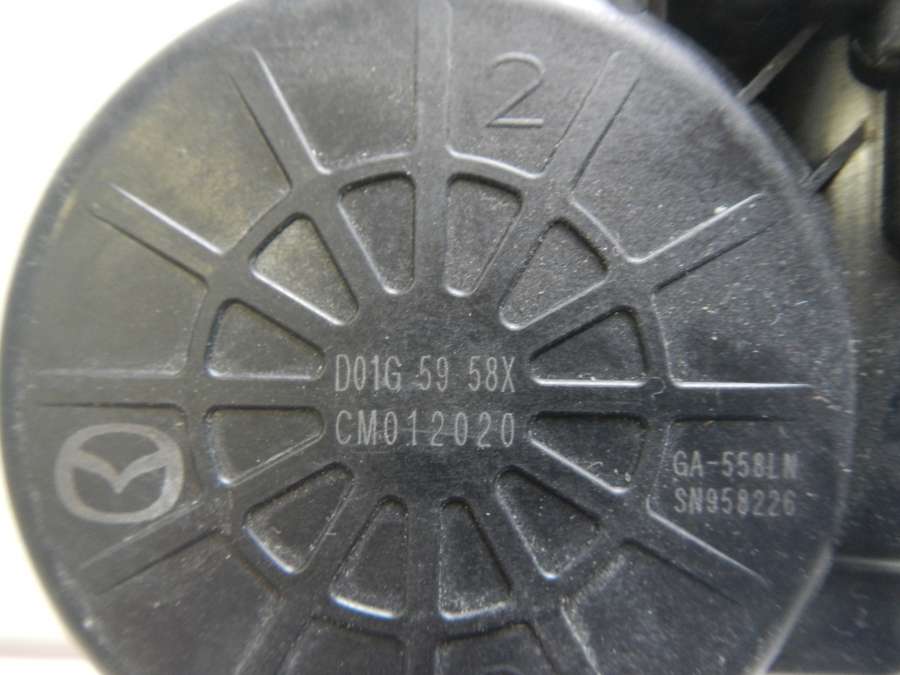 2
D01G 59 58X
CM012020
GA-558LN
SN958226